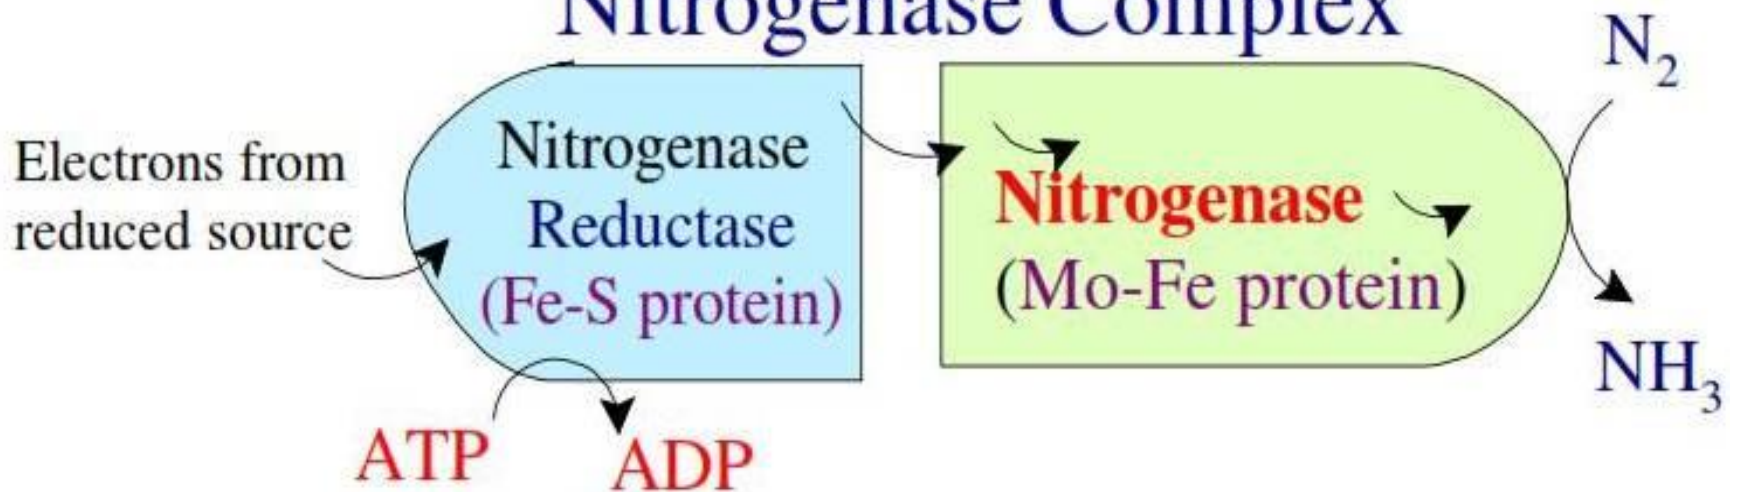 Nitrogenase Complex
Electrons from
reduced source
Nitrogenase
Reductase
(Fe-S protein)
ATP
ADP
Nitrogenase
(Mo-Fe protein)
N₂
NH₃